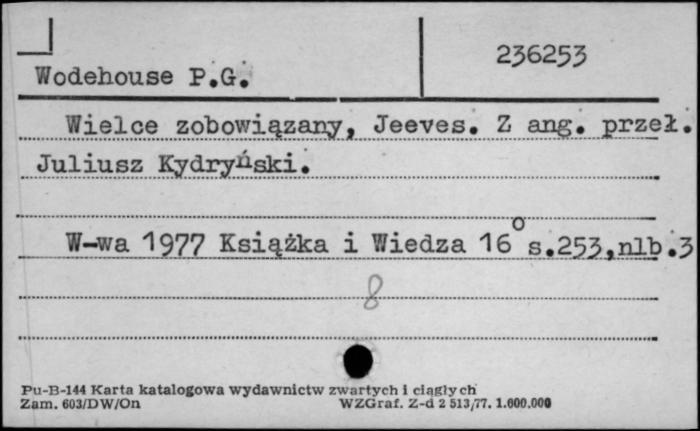 236253
Wodehouse P.G.
Wielce zobowiązany, Jeeves. Z ang. przeł.
Juliusz Kydryński.
W-wa 1977 Książka i Wiedza 16° s.253,nlb.3
8
Pu-B-144 Karta katalogowa wydawnictw zwartych i ciągłych
Zam. 603/DW/On WZGraf. Z-d 2 513/77. 1.000.000